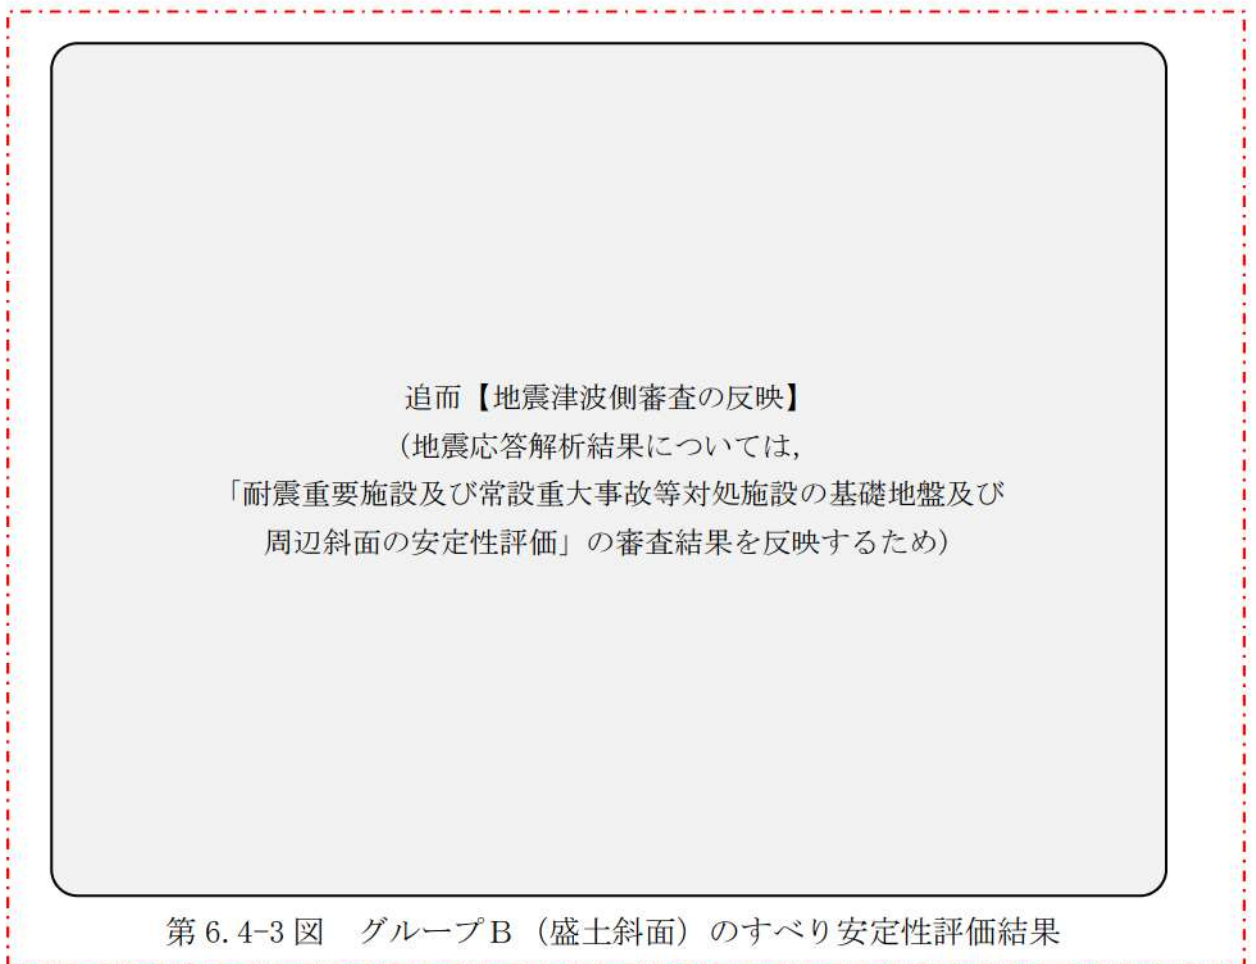 追而【地震津波側審査の反映】
（地震応答解析結果については，
「耐震重要施設及び常設重大事故等対処施設の基礎地盤及び
周辺斜面の安定性評価」の審査結果を反映するため）
第 6.4-3 図　グループＢ（盛土斜面）のすべり安定性評価結果